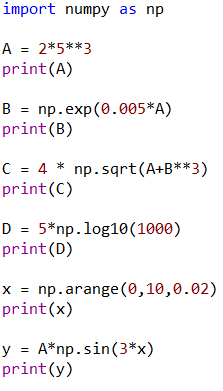 import numpy as np
A = 2*5**3
print(A)
B = np.exp(0.005*A)
print(B)
C = 4 * np.sqrt(A+B**3)
print(C)
D = 5*np.log10(1000)
print(D)
x = np.arange(0,10,0.02)
print(x)
y = A*np.sin(3*x)
print(y)